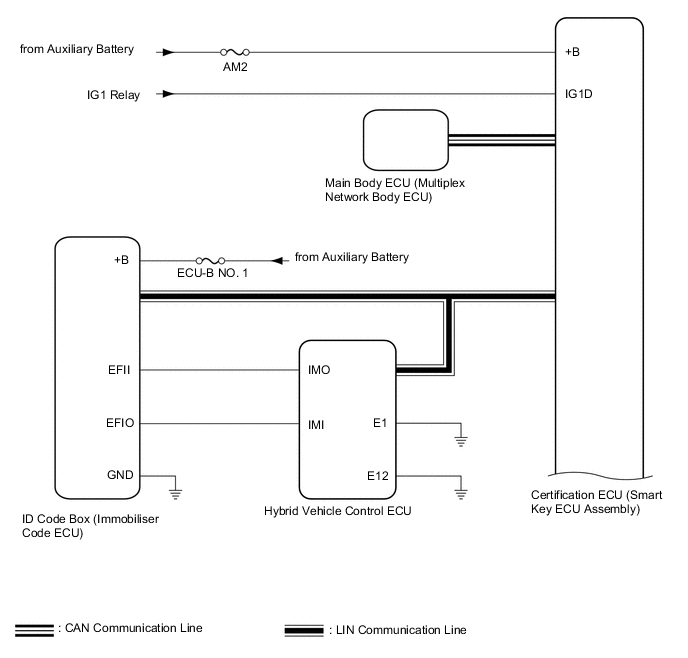 from Auxiliary Battery
AM2
+B
IG1 Relay
IG1D
Main Body ECU (Multiplex
Network Body ECU)
+B
ECU-B NO. 1
from Auxiliary Battery
EFII
IMO
EFIO
IMI
E1
GND
E12
ID Code Box (Immobiliser
Code ECU)
Hybrid Vehicle Control ECU
Certification ECU (Smart
Key ECU Assembly)
: CAN Communication Line
: LIN Communication Line